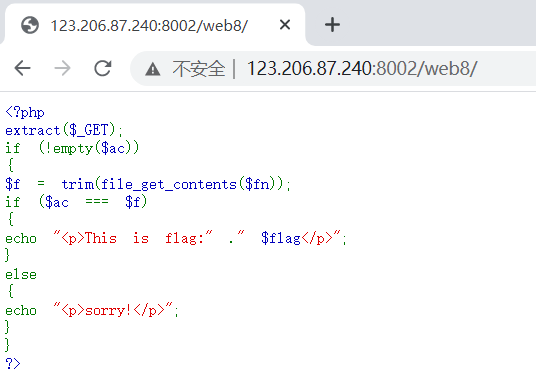 123.206.87.240:8002/web8/
不安全 | 123.206.87.240:8002/web8/
<?php
extract($_GET);
if (!empty($ac))
{
$f = trim(file_get_contents($fn));
if ($ac === $f)
{
echo "<p>This is flag:" ." $flag</p>";
}
else
{
echo "<p>sorry!</p>";
}
}
?>